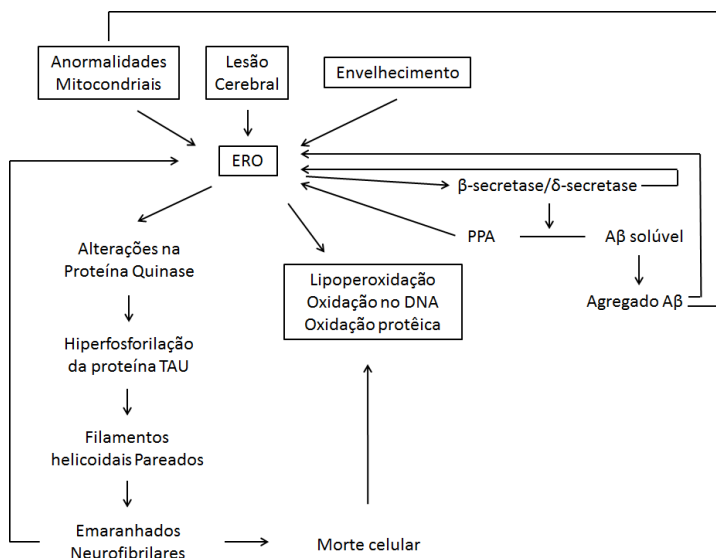 Anormalidades
Mitocondriais
Lesão
Cerebral
Envelhecimento
ERO
β-secretase/δ-secretase
PPA
Aβ solúvel
Alterações na
Proteína Quinase
Lipoperoxidação
Oxidação no DNA
Oxidação protêica
Agregado Aβ
Hiperfosforilação
da proteína TAU
Filamentos
helicoidais Pareados
Emaranhados
Neurofibrilares
Morte celular